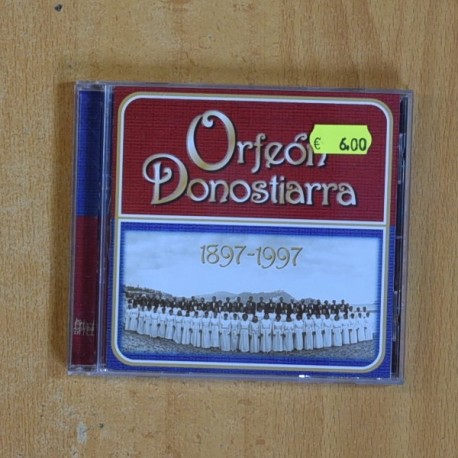 Orfeón
€ 6.00
Donostiarra
1897-1997